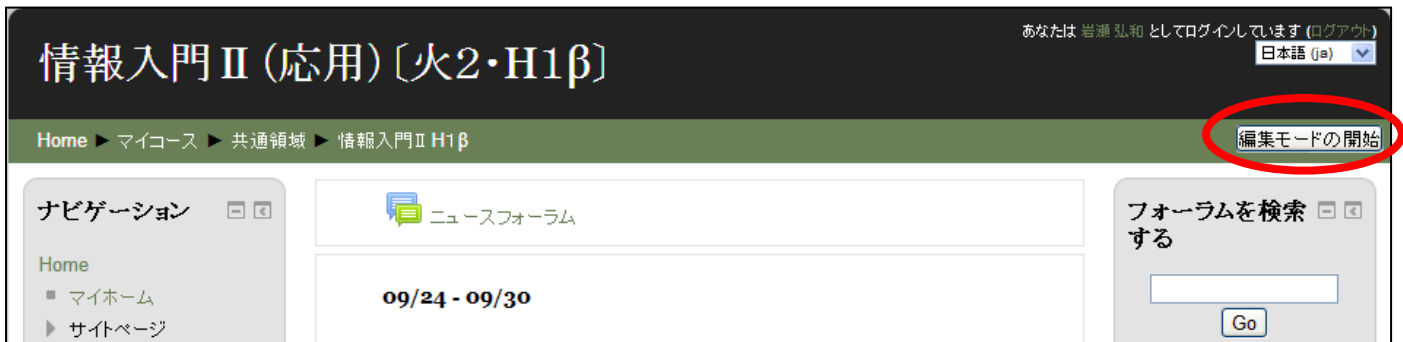 あなたは 岩瀬 弘和 としてログインしています (ログアウト)
日本語 (ja)
情報入門Ⅱ(応用)〔火2・H1β〕
Home ▶ マイコース ▶ 共通領域 ▶ 情報入門Ⅱ H1β
編集モードの開始
ナビゲーション
Home
マイホーム
サイトページ
ニュースフォーラム
09/24 - 09/30
フォーラムを検索
する
Go